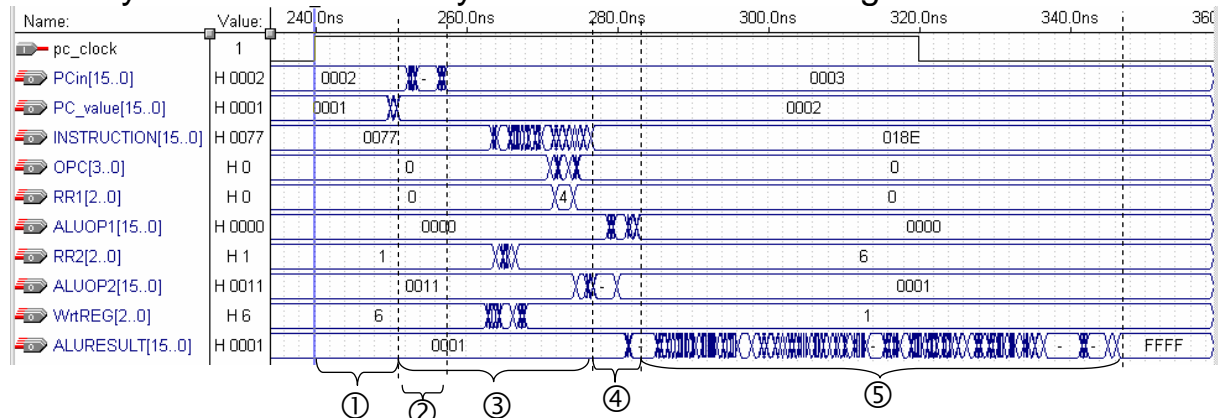 Name: Value: 240.0ns 260.0ns 280.0ns 300.0ns 320.0ns 340.0ns 360
pc_clock 1
PCin[15..0] H 0002 0002 - 0003
PC_value[15..0] H 0001 0001 0002
INSTRUCTION[15..0] H 0077 0077 018E
OPC[3..0] H 0 0 0
RR1[2..0] H 0 0 4 0
ALUOP1[15..0] H 0000 0000 0000
RR2[2..0] H 1 1 6
ALUOP2[15..0] H 0011 0011 - 0001
WrtREG[2..0] H 6 6 1
ALURESULT[15..0] H 0001 0001 - - - - FFFF
① ② ③ ④ ⑤